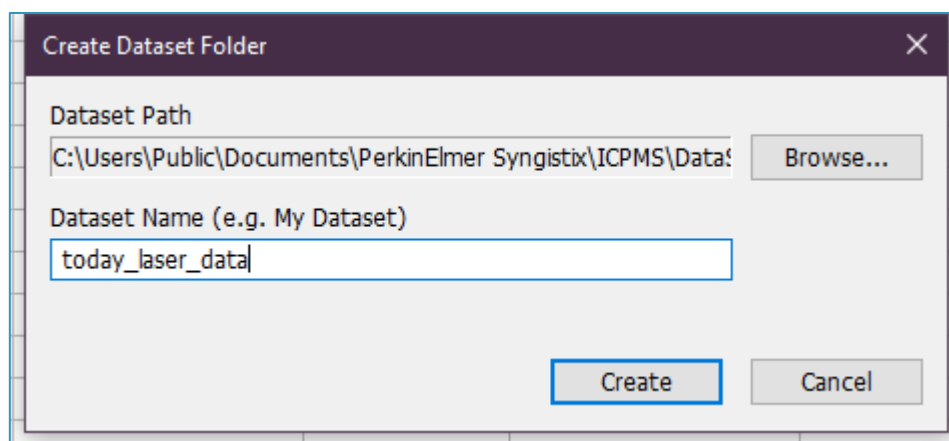 Create Dataset Folder
Dataset Path
C:\Users\Public\Documents\PerkinElmer Syngistix\ICPMS\DataS
Browse...
Dataset Name (e.g. My Dataset)
today_laser_data
Create
Cancel